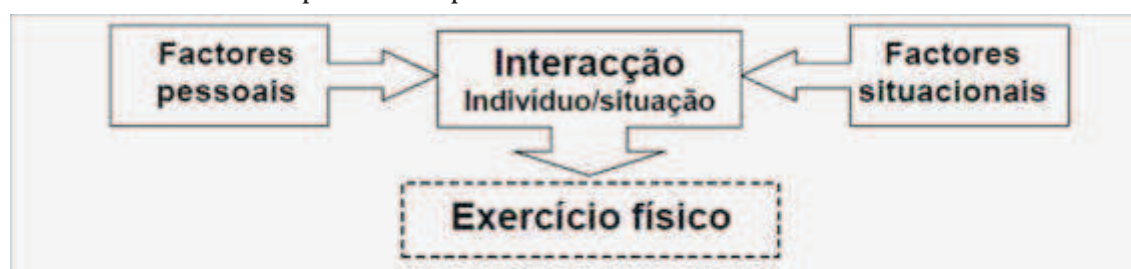 Factores
pessoais
Interacção
Indivíduo/situação
Factores
situacionais
Exercício físico